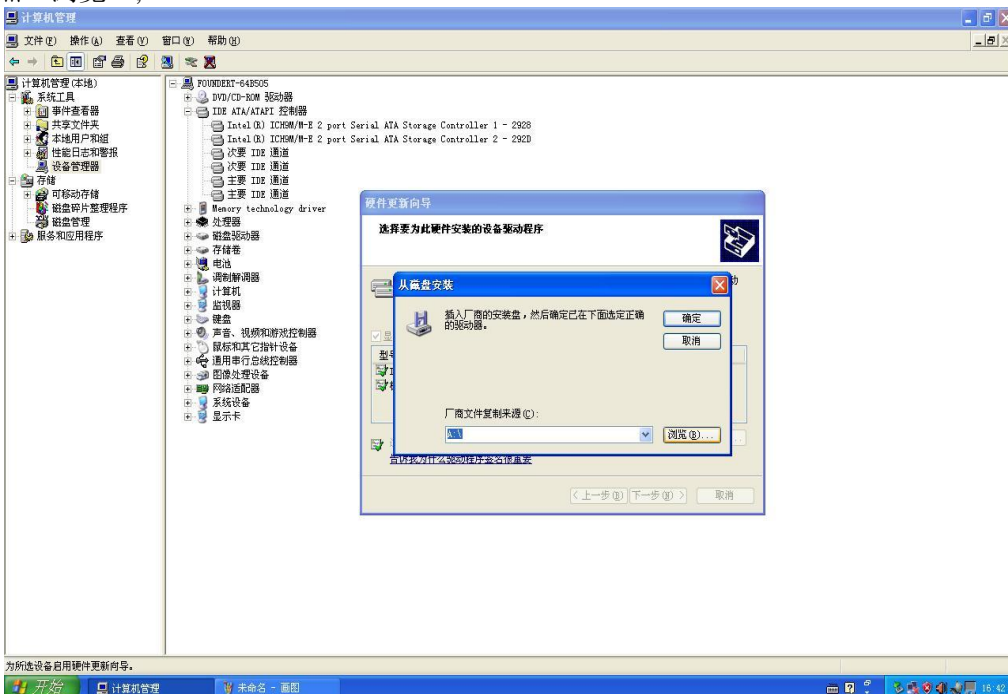 计算机管理
文件(F) 操作(A) 查看(V) 窗口(W) 帮助(H)
计算机管理(本地)
系统工具
事件查看器
共享文件夹
本地用户和组
性能日志和警报
设备管理器
存储
可移动存储
磁盘碎片整理程序
磁盘管理
服务和应用程序
FOUNDERT-64B505
DVD/CD-ROM 驱动器
IDE ATA/ATAPI 控制器
Intel(R) ICH9M/M-E 2 port Serial ATA Storage Controller 1 - 2928
Intel(R) ICH9M/M-E 2 port Serial ATA Storage Controller 2 - 292D
次要 IDE 通道
次要 IDE 通道
主要 IDE 通道
主要 IDE 通道
Memory technology driver
处理器
磁盘驱动器
存储卷
电池
调制解调器
计算机
监视器
键盘
声音、视频和游戏控制器
鼠标和其它指针设备
通用串行总线控制器
图像处理设备
网络适配器
系统设备
显示卡
硬件更新向导
选择要为此硬件安装的设备驱动程序
从磁盘安装
插入厂商的安装盘，然后确定已在下面选定正确
的驱动器。
确定
取消
厂商文件复制来源(C):
A:\
浏览(B)...
告诉我为什么驱动程序签名很重要
< 上一步(B) 下一步(N) > 取消
为所选设备启用硬件更新向导。
开始 计算机管理 未命名 - 画图